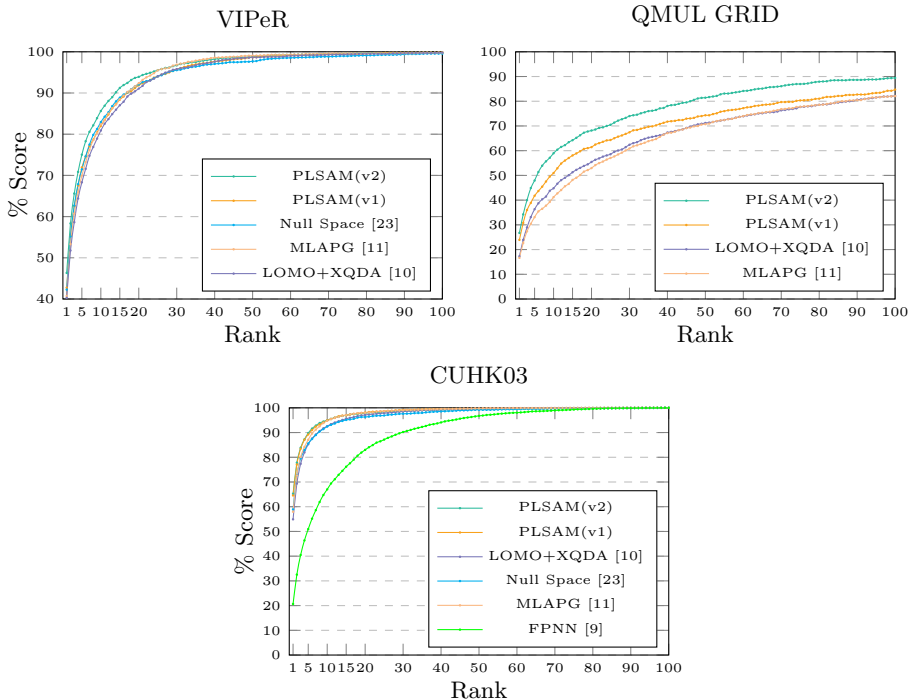 VIPeR
100
90
80
70
60
50
40
% Score
PLSAM(v2)
PLSAM(v1)
Null Space [23]
MLAPG [11]
LOMO+XQDA [10]
1 5 10 15 20 30 40 50 60 70 80 90 100
Rank
QMUL GRID
100
90
80
70
60
50
40
30
20
10
0
PLSAM(v2)
PLSAM(v1)
LOMO+XQDA [10]
MLAPG [11]
1 5 10 15 20 30 40 50 60 70 80 90 100
Rank
CUHK03
100
90
80
70
60
50
40
30
20
10
0
% Score
PLSAM(v2)
PLSAM(v1)
LOMO+XQDA [10]
Null Space [23]
MLAPG [11]
FPNN [9]
1 5 10 15 20 30 40 50 60 70 80 90 100
Rank